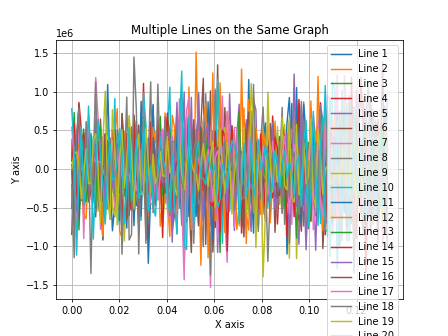 Multiple Lines on the Same Graph
1e6
1.5
1.0
0.5
0.0
−0.5
−1.0
−1.5
Y axis
0.00
0.02
0.04
0.06
0.08
0.10
X axis
Line 1
Line 2
Line 3
Line 4
Line 5
Line 6
Line 7
Line 8
Line 9
Line 10
Line 11
Line 12
Line 13
Line 14
Line 15
Line 16
Line 17
Line 18
Line 19
Line 20